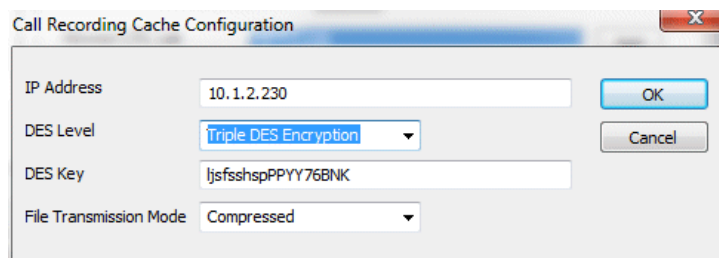 Call Recording Cache Configuration
IP Address 10.1.2.230 OK
DES Level Triple DES Encryption Cancel
DES Key ljsfsshspPPYY76BNK
File Transmission Mode Compressed